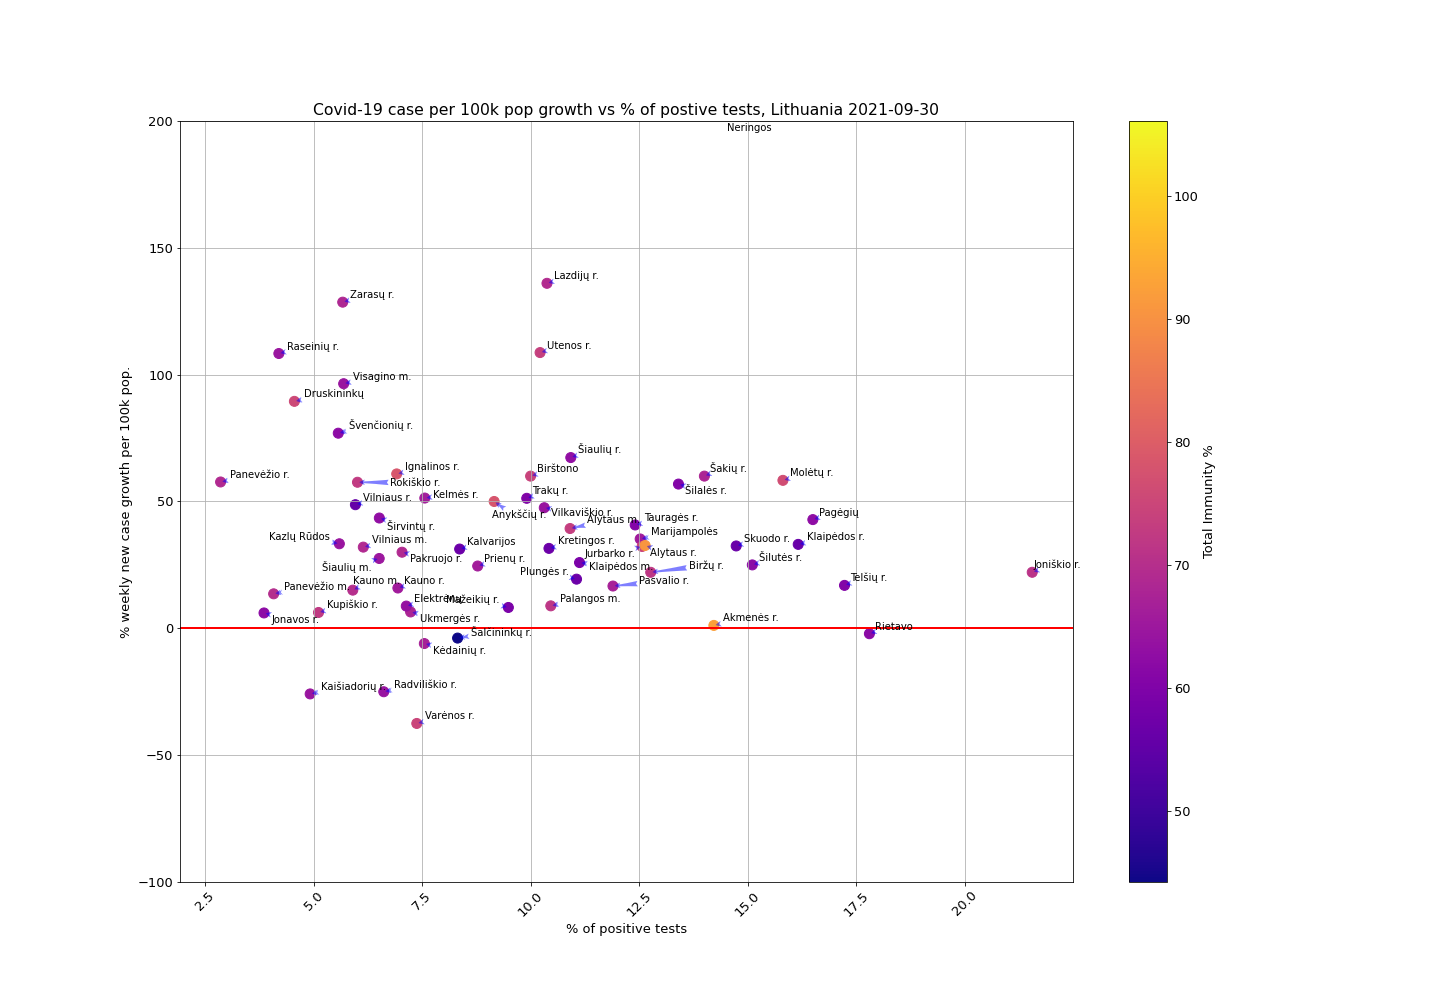 Covid-19 case per 100k pop growth vs % of postive tests, Lithuania 2021-09-30
200
150
100
50
0
−50
−100
% weekly new case growth per 100k pop.
Neringos
Lazdijų r.
Zarasų r.
Raseinių r.
Utenos r.
Visagino m.
Druskininkų
Švenčionių r.
Šiaulių r.
Panevėžio r.
Ignalinos r.
Rokiškio r.
Birštono
Šakių r.
Molėtų r.
Vilniaus r.
Kelmės r.
Trakų r.
Šilalės r.
Anykščių r.
Vilkaviškio r.
Alytaus m.
Tauragės r.
Pagėgių
Širvintų r.
Marijampolės
Kazlų Rūdos
Vilniaus m.
Kalvarijos
Kretingos r.
Skuodo r.
Klaipėdos r.
Pakruojo r.
Jurbarko r.
Alytaus r.
Šiaulių m.
Prienų r.
Plungės r.
Klaipėdos m.
Biržų r.
Šilutės r.
Joniškio r.
Panevėžio m.
Kauno m.
Kauno r.
Pasvalio r.
Telšių r.
Kupiškio r.
Elektrėnų
Mažeikių r.
Palangos m.
Jonavos r.
Ukmergės r.
Akmenės r.
Šalčininkų r.
Rietavo
Kėdainių r.
Kaišiadorių r.
Radviliškio r.
Varėnos r.
2.5
5.0
7.5
10.0
12.5
15.0
17.5
20.0
% of positive tests
100
90
80
70
60
50
Total Immunity %